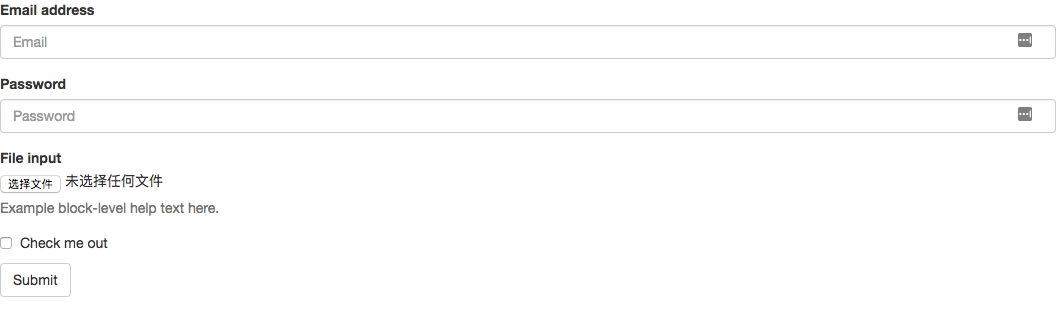 Email address
Email
Password
Password
File input
选择文件 未选择任何文件
Example block-level help text here.
Check me out
Submit